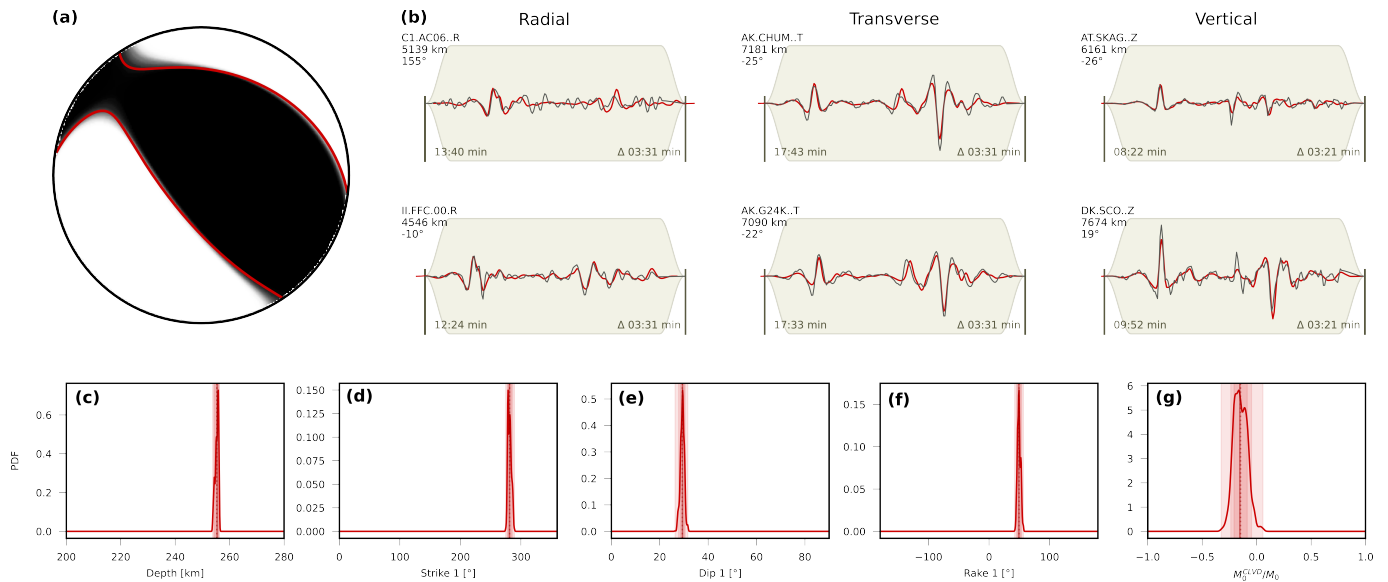 (a)
(b)
Radial
Transverse
Vertical
C1.AC06..R
5139 km
155°
13:40 min
Δ 03:31 min
AK.CHUM..T
7181 km
-25°
17:43 min
Δ 03:31 min
AT.SKAG..Z
6161 km
-26°
08:22 min
Δ 03:21 min
II.FFC.00.R
4546 km
-10°
12:24 min
Δ 03:31 min
AK.G24K..T
7090 km
-22°
17:33 min
Δ 03:31 min
DK.SCO..Z
7674 km
19°
09:52 min
Δ 03:21 min
(c)
PDF
0.6
0.4
0.2
0.0
200 220 240 260 280
Depth [km]
(d)
0.150
0.125
0.100
0.075
0.050
0.025
0.000
0 100 200 300
Strike 1 [°]
(e)
0.5
0.4
0.3
0.2
0.1
0.0
0 20 40 60 80
Dip 1 [°]
(f)
0.15
0.10
0.05
0.00
−100 0 100
Rake 1 [°]
(g)
6
5
4
3
2
1
0
−1.0 −0.5 0.0 0.5 1.0
M₀^CLVD/M₀